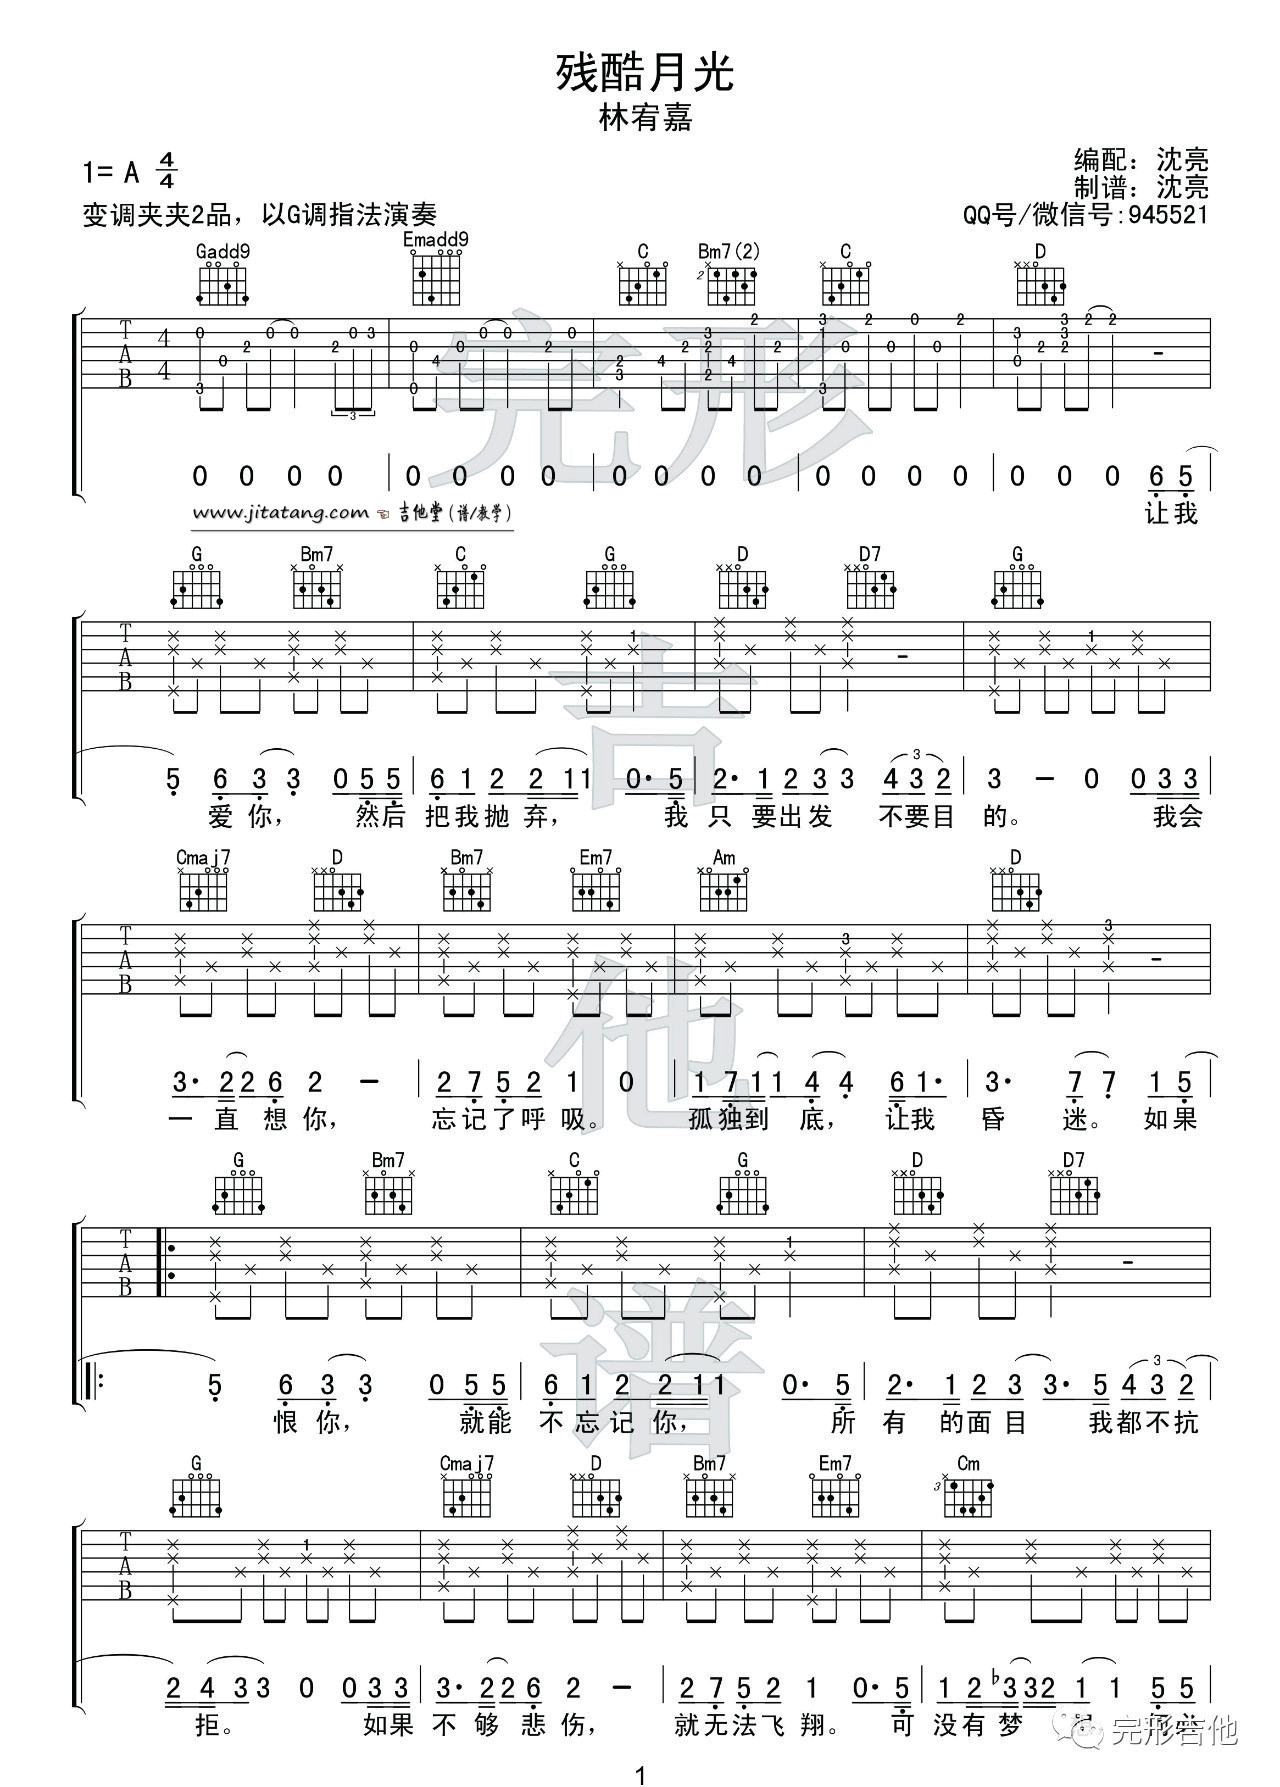 残酷月光
林宥嘉
1= A 4/4
编配：沈亮
制谱：沈亮
变调夹夹2品，以G调指法演奏
QQ号/微信号:945521
Gadd9 Emadd9 C Bm7(2) C D
0 0 0 0 0 0 0 0 0 0 0 0 0 0 0 0 0 0 0 6 5
www.jitatang.com 吉他堂(谱/教学)
让我
G Bm7 C G D D7 G
5 6 3 3 0 5 5 6 1 2 2 1 1 0· 5 2· 1 2 3 3 4 3 2 3 - 0 0 3 3
爱你， 然后 把我抛弃， 我 只 要出发 不要目 的。 我会
Cmaj7 D Bm7 Em7 Am D
3· 2 2 6 2 - 2 7 5 2 1 0 1 7 1 1 4 4 6 1· 3· 7 7 1 5
一 直 想 你， 忘记了呼 吸。 孤独到 底， 让我 昏 迷。 如果
G Bm7 C G D D7
5 6 3 3 0 5 5 6 1 2 2 1 1 0· 5 2· 1 2 3 3· 5 4 3 2
恨 你， 就能 不忘记你， 所 有 的面目 我都不抗
G Cmaj7 D Bm7 Em7 Cm
2 4 3 3 0 0 3 3 3· 2 2 6 2 - 2 7 5 2 1 0· 5 1 2 ♭3 3 2 1 5 5
拒。 如果 不 够 悲 伤， 就无法飞 翔。 可 没有 梦
完形吉他谱
完形吉他
1